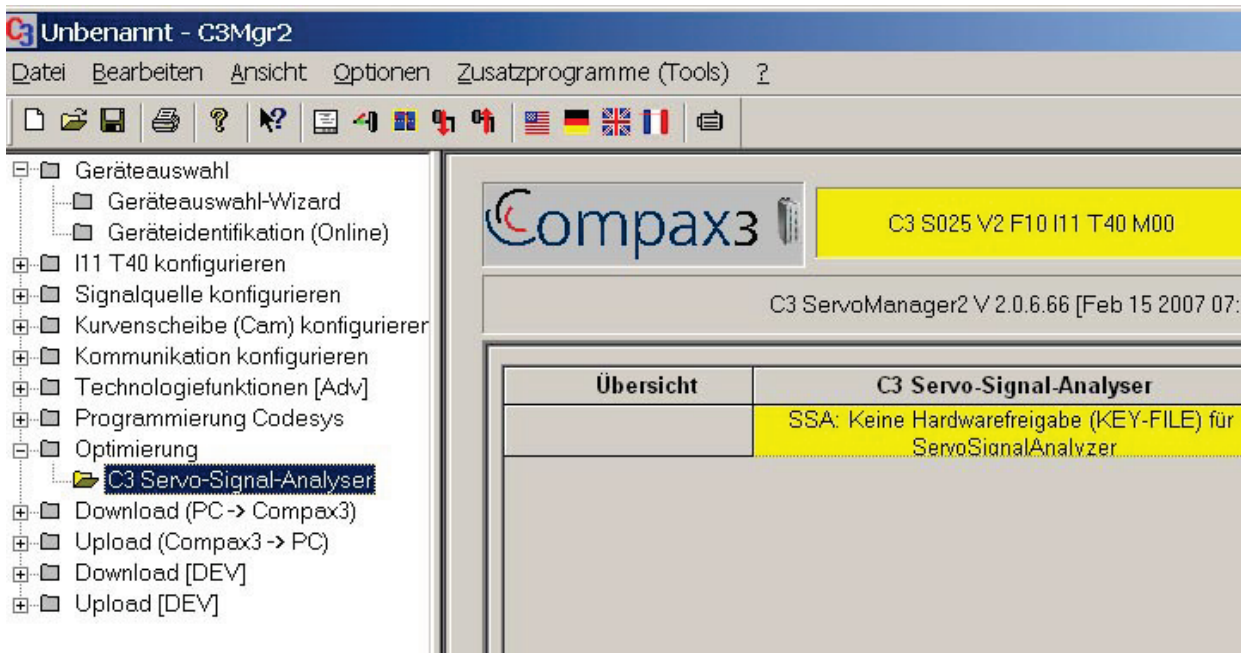 C3 Unbenannt - C3Mgr2
Datei Bearbeiten Ansicht Optionen Zusatzprogramme (Tools) ?
Geräteauswahl
Geräteauswahl-Wizard
Geräteidentifikation (Online)
I11 T40 konfigurieren
Signalquelle konfigurieren
Kurvenscheibe (Cam) konfigurieren
Kommunikation konfigurieren
Technologiefunktionen [Adv]
Programmierung Codesys
Optimierung
C3 Servo-Signal-Analyser
Download (PC -> Compax3)
Upload (Compax3 -> PC)
Download [DEV]
Upload [DEV]
Compax3
C3 S025 V2 F10 I11 T40 M00
C3 ServoManager2 V 2.0.6.66 [Feb 15 2007 07:
Übersicht
C3 Servo-Signal-Analyser
SSA: Keine Hardwarefreigabe (KEY-FILE) für
ServoSignalAnalyzer